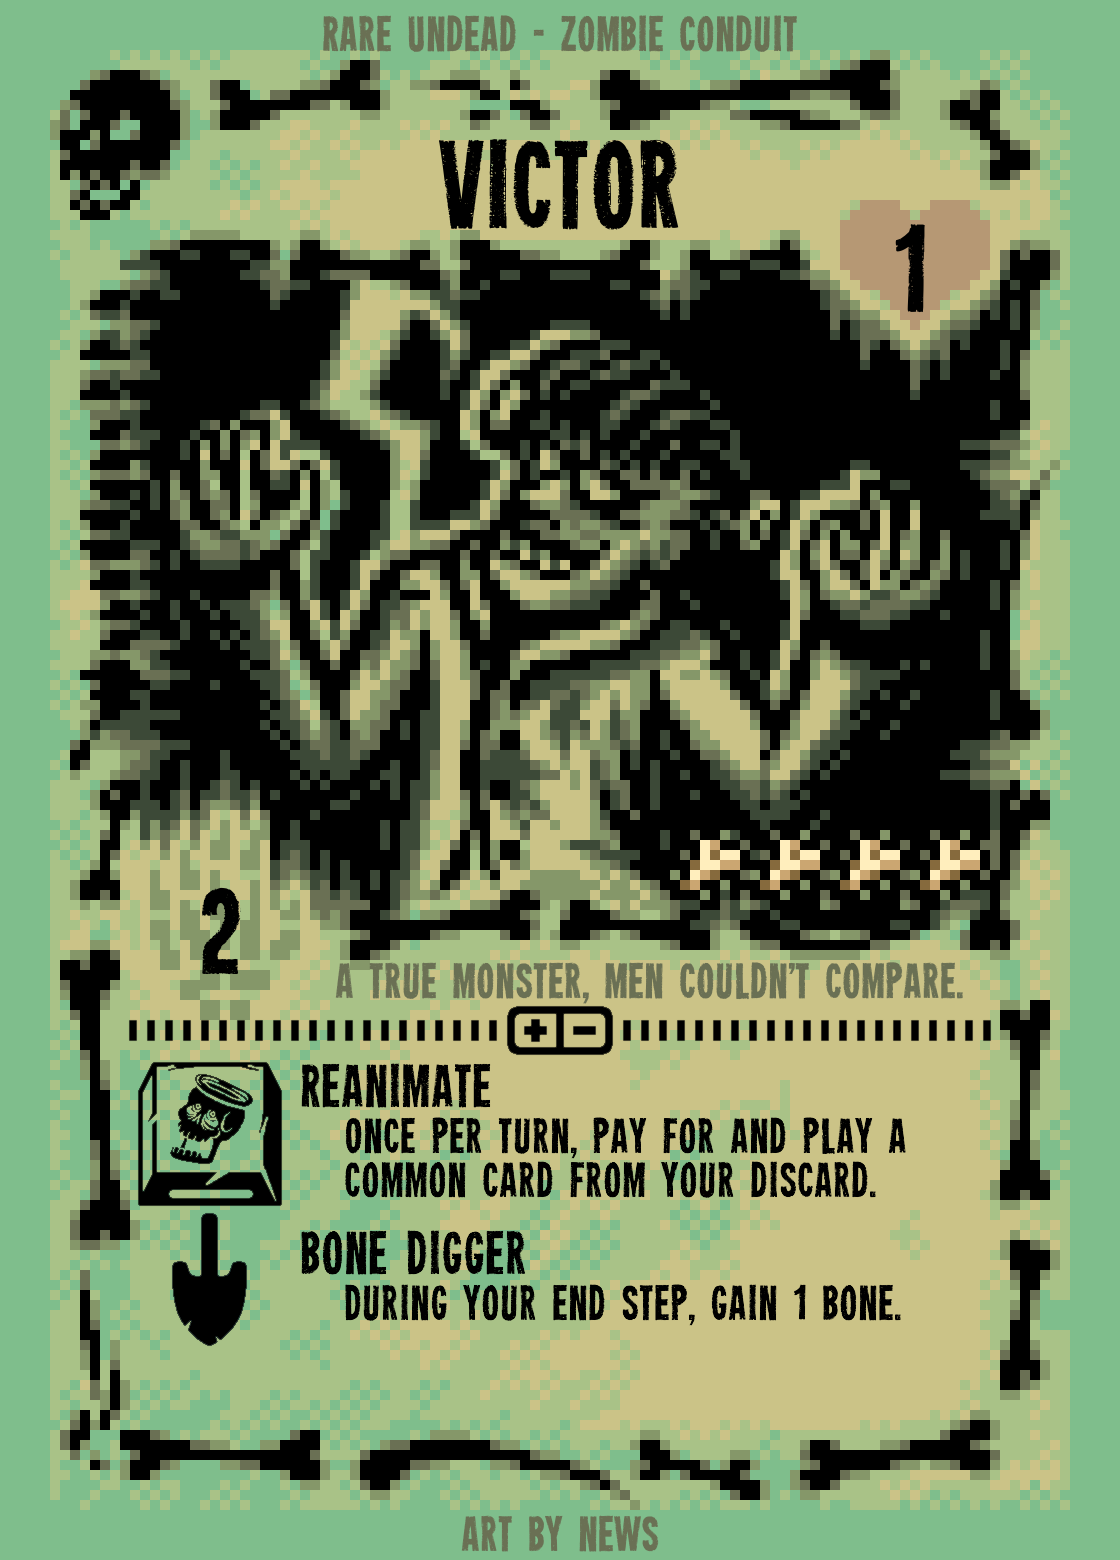 RARE UNDEAD - ZOMBIE CONDUIT
VICTOR
1
2
A TRUE MONSTER, MEN COULDN'T COMPARE.
REANIMATE
ONCE PER TURN, PAY FOR AND PLAY A
COMMON CARD FROM YOUR DISCARD.
BONE DIGGER
DURING YOUR END STEP, GAIN 1 BONE.
ART BY NEWS